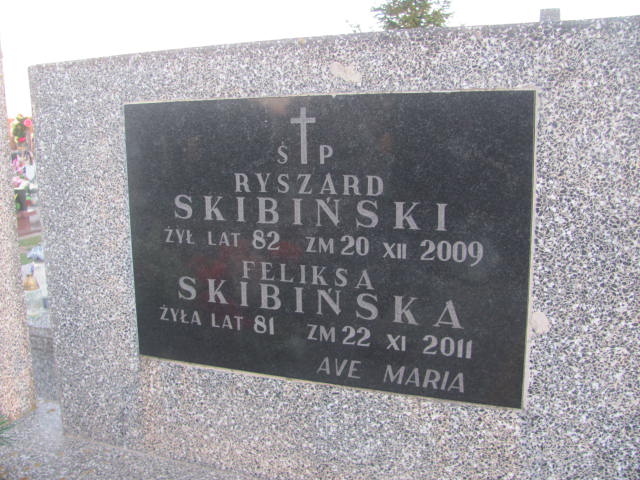 Ś P
RYSZARD
SKIBIŃSKI
ŻYŁ LAT 82 ZM 20 XII 2009
FELIKSA
SKIBIŃSKA
ŻYŁA LAT 81 ZM 22 XI 2011
AVE MARIA